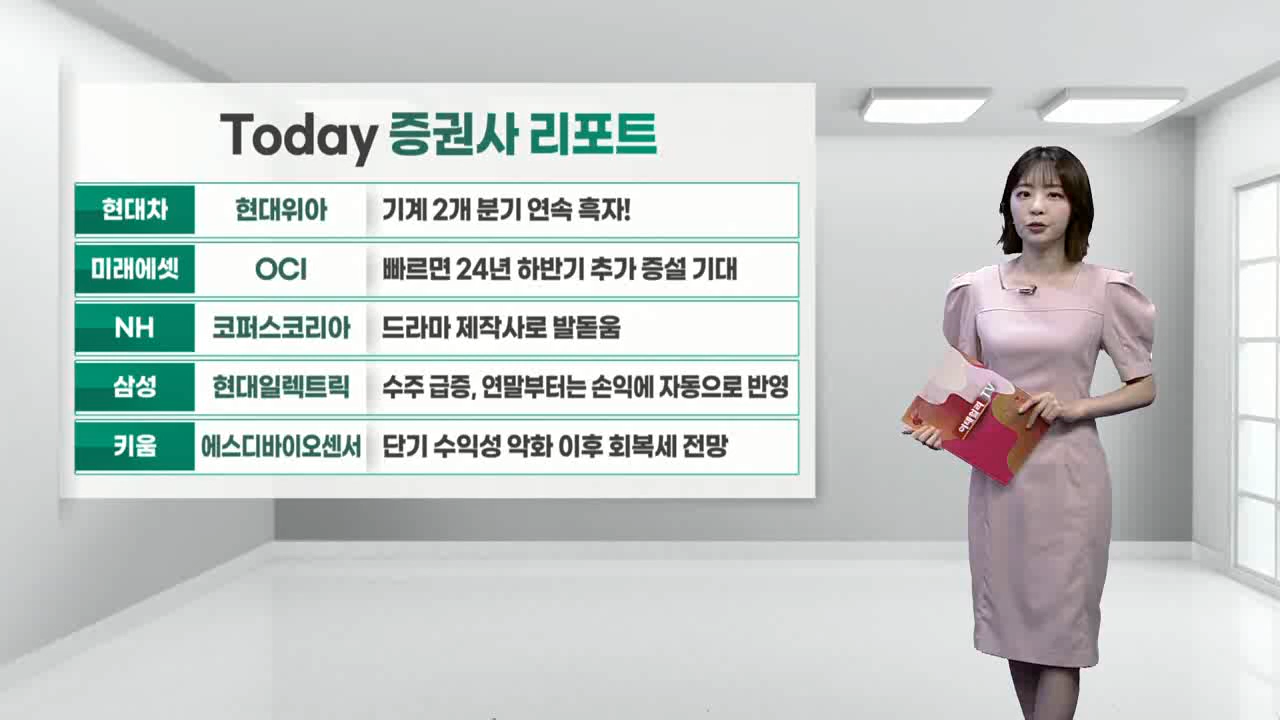 Today 증권사 리포트
현대차 현대위아 기계 2개 분기 연속 흑자!
미래에셋 OCI 빠르면 24년 하반기 추가 증설 기대
NH 코퍼스코리아 드라마 제작사로 발돋움
삼성 현대일렉트릭 수주 급증, 연말부터는 손익에 자동으로 반영
키움 에스디바이오센서 단기 수익성 악화 이후 회복세 전망
이데일리 TV